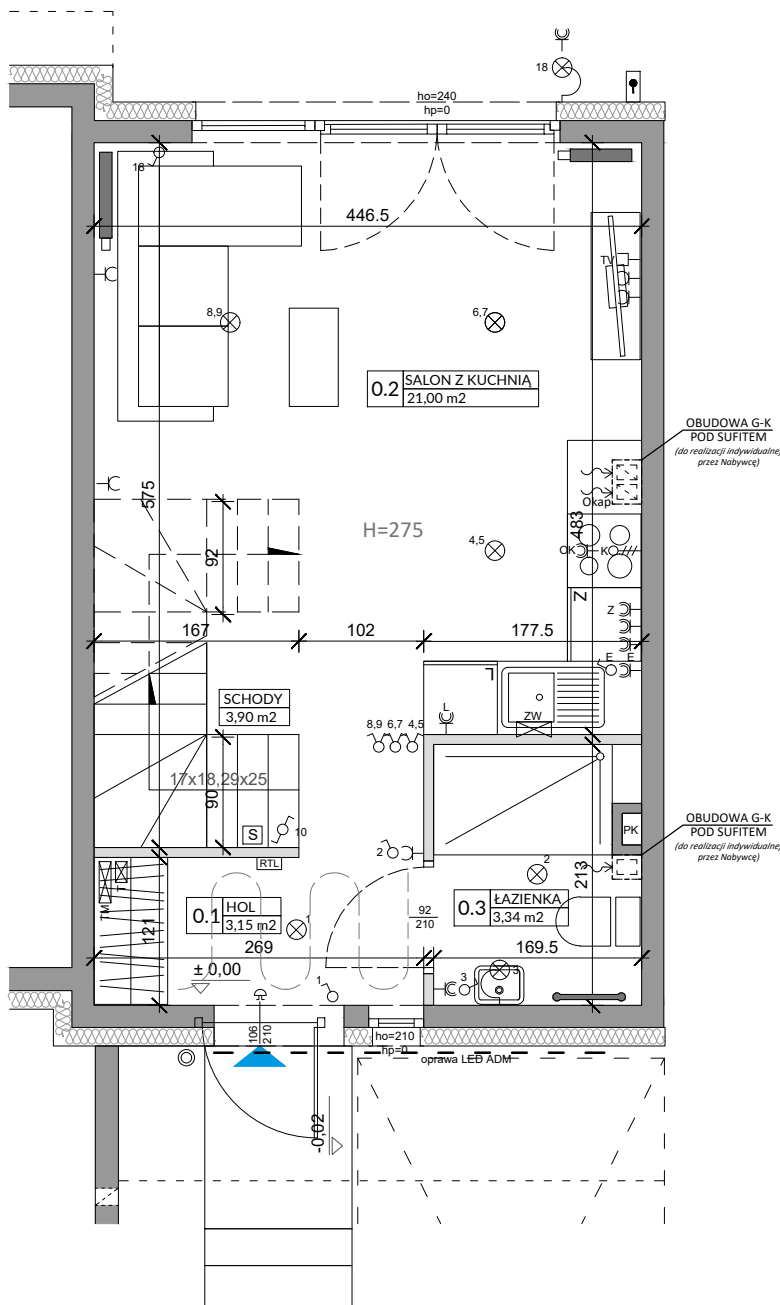 18
ho=240
hp=0
18
446.5
TV
8,9
6,7
0.2 SALON Z KUCHNIĄ
21,00 m2
OBUDOWA G-K
POD SUFITEM
(do realizacji indywidualnej
przez Nabywcę)
575
Okap
H=275
4,5
483
OK
K
92
Z
Z
167
102
177.5
E
E
SCHODY
3,90 m2
L
ZW
8,9 6,7 4,5
17x18,29x25
90
S
10
PK
OBUDOWA G-K
POD SUFITEM
(do realizacji indywidualnej
przez Nabywcę)
2
RTL
2
213
TM
T
0.1 HOL
3,15 m2
1
92
210
0.3 ŁAZIENKA
3,34 m2
121
269
169.5
± 0,00
1
3
3
106
210
ho=210
hp=0
oprawa LED ADM
-0,02